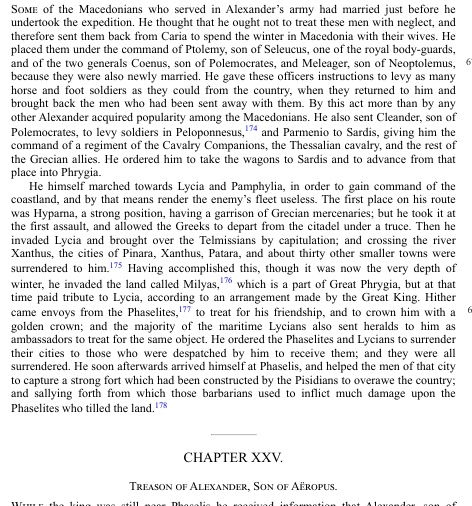 SOME of the Macedonians who served in Alexander's army had married just before he
undertook the expedition. He thought that he ought not to treat these men with neglect, and
therefore sent them back from Caria to spend the winter in Macedonia with their wives. He
placed them under the command of Ptolemy, son of Seleucus, one of the royal body-guards,
and of the two generals Coenus, son of Polemocrates, and Meleager, son of Neoptolemus, 6
because they were also newly married. He gave these officers instructions to levy as many
horse and foot soldiers as they could from the country, when they returned to him and
brought back the men who had been sent away with them. By this act more than by any
other Alexander acquired popularity among the Macedonians. He also sent Cleander, son of
Polemocrates, to levy soldiers in Peloponnesus,174 and Parmenio to Sardis, giving him the
command of a regiment of the Cavalry Companions, the Thessalian cavalry, and the rest of
the Grecian allies. He ordered him to take the wagons to Sardis and to advance from that
place into Phrygia.
He himself marched towards Lycia and Pamphylia, in order to gain command of the
coastland, and by that means render the enemy's fleet useless. The first place on his route
was Hyparna, a strong position, having a garrison of Grecian mercenaries; but he took it at
the first assault, and allowed the Greeks to depart from the citadel under a truce. Then he
invaded Lycia and brought over the Telmissians by capitulation; and crossing the river
Xanthus, the cities of Pinara, Xanthus, Patara, and about thirty other smaller towns were
surrendered to him.175 Having accomplished this, though it was now the very depth of
winter, he invaded the land called Milyas,176 which is a part of Great Phrygia, but at that
time paid tribute to Lycia, according to an arrangement made by the Great King. Hither
came envoys from the Phaselites,177 to treat for his friendship, and to crown him with a 6
golden crown; and the majority of the maritime Lycians also sent heralds to him as
ambassadors to treat for the same object. He ordered the Phaselites and Lycians to surrender
their cities to those who were despatched by him to receive them; and they were all
surrendered. He soon afterwards arrived himself at Phaselis, and helped the men of that city
to capture a strong fort which had been constructed by the Pisidians to overawe the country;
and sallying forth from which those barbarians used to inflict much damage upon the
Phaselites who tilled the land.178
CHAPTER XXV.
TREASON OF ALEXANDER, SON OF AËROPUS.
WHILE the king was still near Phaselis he received information that Alexander, son of